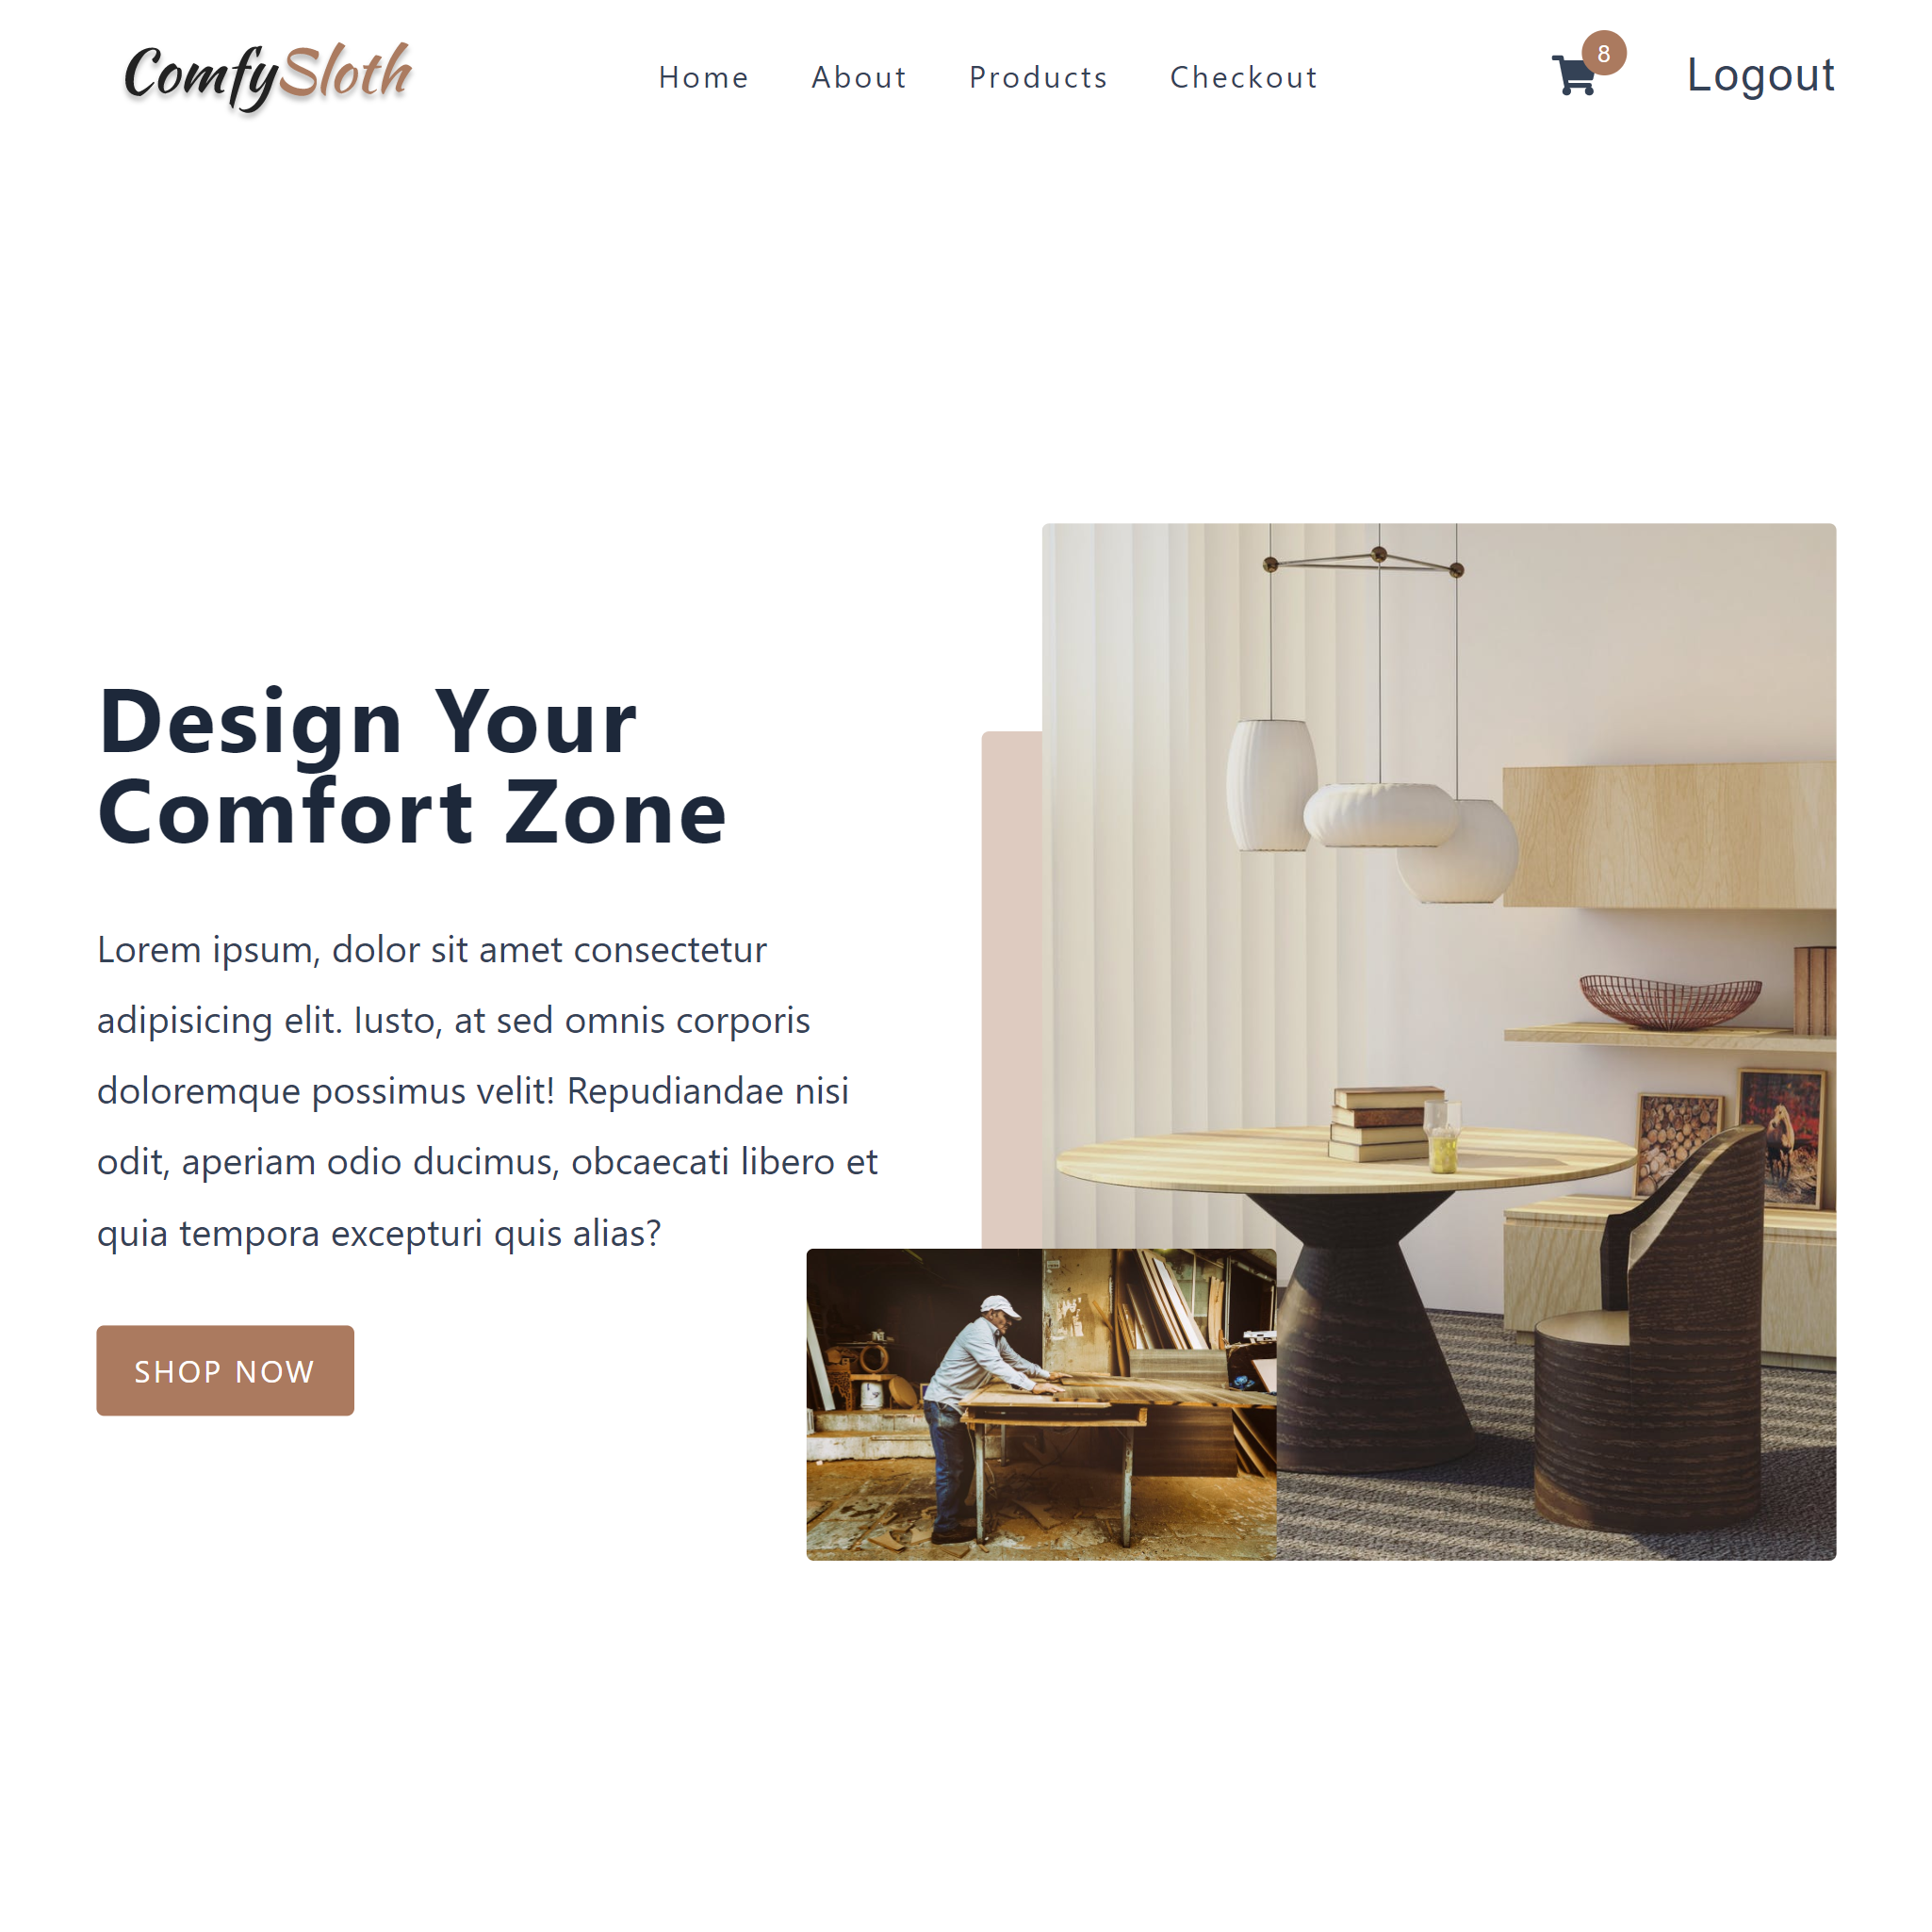 ComfySloth
Home About Products Checkout
8
Logout
Design Your
Comfort Zone
Lorem ipsum, dolor sit amet consectetur
adipisicing elit. Iusto, at sed omnis corporis
doloremque possimus velit! Repudiandae nisi
odit, aperiam odio ducimus, obcaecati libero et
quia tempora excepturi quis alias?
SHOP NOW